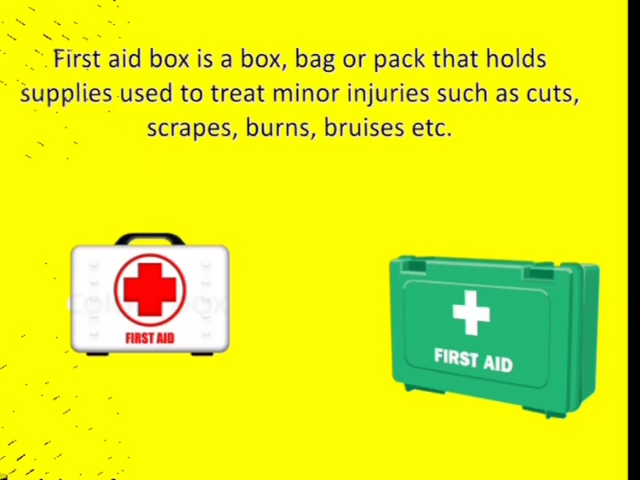 First aid box is a box, bag or pack that holds
supplies used to treat minor injuries such as cuts,
scrapes, burns, bruises etc.
FIRST AID
FIRST AID